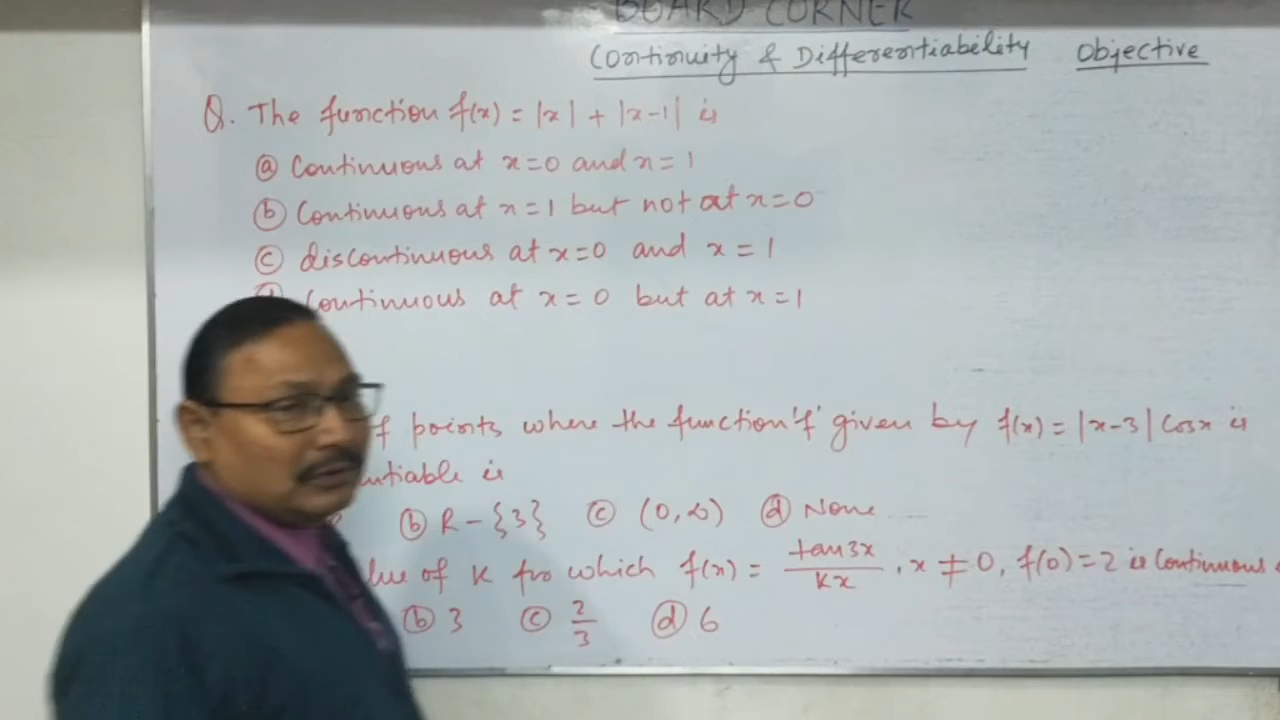 BOARD CORNER
Continuity & Differentiability Objective
Q. The function f(x) = |x| + |x-1| is
ⓐ Continuous at x=0 and x=1
ⓑ Continuous at x=1 but not at x=0
ⓒ discontinuous at x=0 and x=1
Continuous at x=0 but at x=1
points where the function 'f' given by f(x) = |x-3| Cosx is
is
ⓑ R-{3} ⓒ (0,∞) ⓓ None
of K fro which f(x) = tan3x/Kx , x ≠ 0, f(0)=2 is Continuous
ⓑ 3 ⓒ 2/3 ⓓ 6